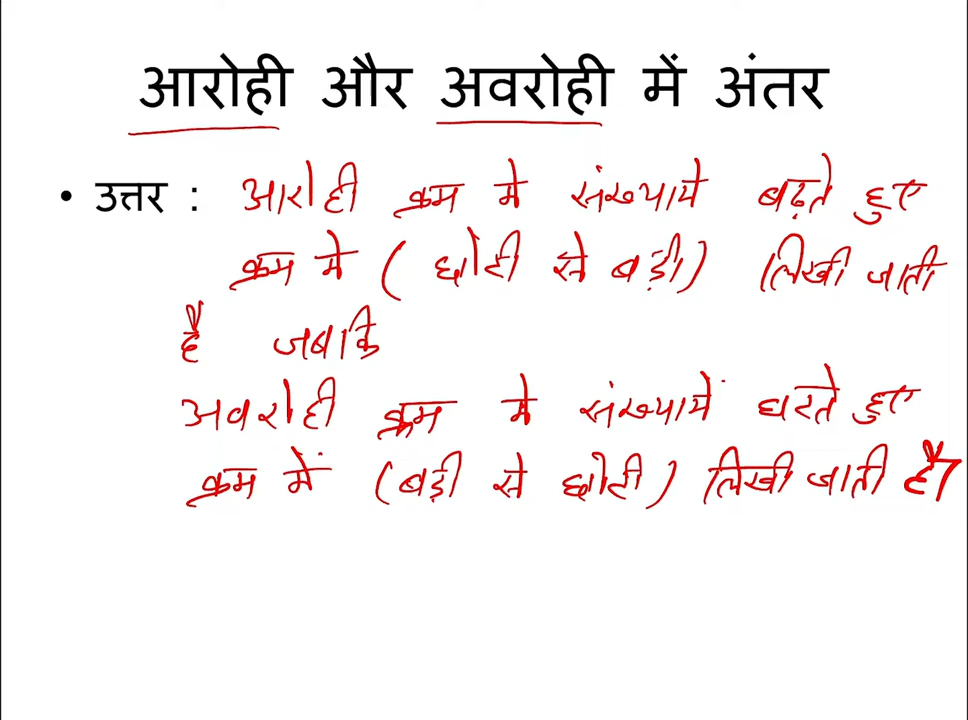 आरोही और अवरोही में अंतर
• उत्तर : आरोही क्रम मे संख्यामे बढ़ते हुए
क्रम मे ( छोटी से बड़ी ) लिखी जाती
है जबकि
अवरोही क्रम मे संख्यामें घटते हुए
क्रम में (बड़ी से छोटी) लिखी जाती है।